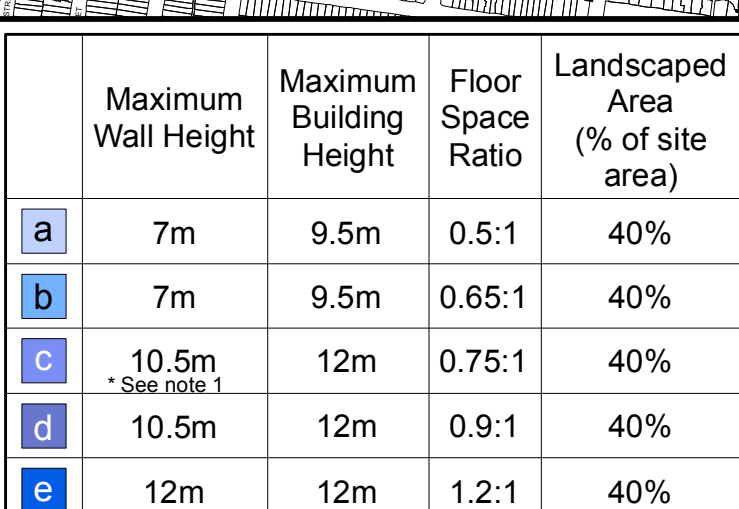 STR
ET
Maximum Wall Height Maximum Building Height Floor Space Ratio Landscaped Area (% of site area)
a 7m 9.5m 0.5:1 40%
b 7m 9.5m 0.65:1 40%
c 10.5m 12m 0.75:1 40%
* See note 1
d 10.5m 12m 0.9:1 40%
e 12m 12m 1.2:1 40%